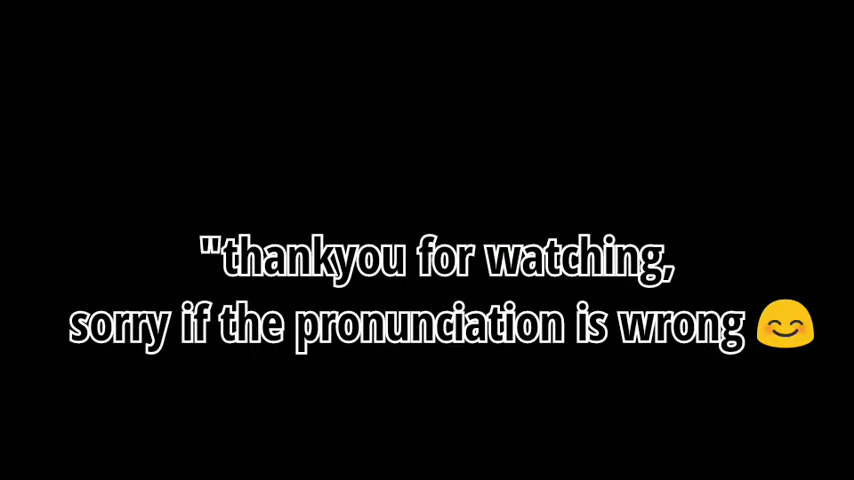 "thankyou for watching,
sorry if the pronunciation is wrong 😊